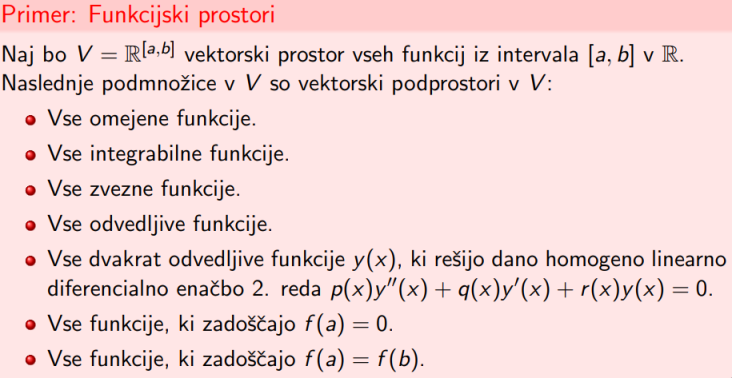 Primer: Funkcijski prostori
Naj bo V = ℝ^[a,b] vektorski prostor vseh funkcij iz intervala [a, b] v ℝ.
Naslednje podmnožice v V so vektorski podprostori v V:
• Vse omejene funkcije.
• Vse integrabilne funkcije.
• Vse zvezne funkcije.
• Vse odvedljive funkcije.
• Vse dvakrat odvedljive funkcije y(x), ki rešijo dano homogeno linearno
diferencialno enačbo 2. reda p(x)y″(x) + q(x)y′(x) + r(x)y(x) = 0.
• Vse funkcije, ki zadoščajo f(a) = 0.
• Vse funkcije, ki zadoščajo f(a) = f(b).